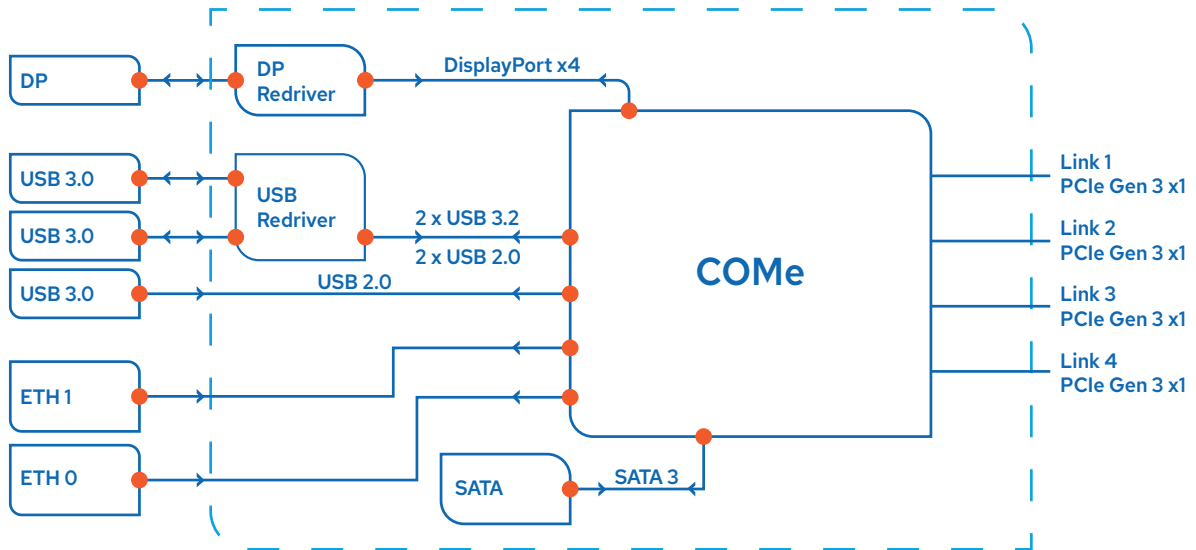 DP
DP
Redriver
DisplayPort x4
USB 3.0
USB 3.0
USB 3.0
USB
Redriver
2 x USB 3.2
2 x USB 2.0
USB 2.0
ETH 1
ETH 0
COMe
SATA
SATA 3
Link 1
PCIe Gen 3 x1
Link 2
PCIe Gen 3 x1
Link 3
PCIe Gen 3 x1
Link 4
PCIe Gen 3 x1